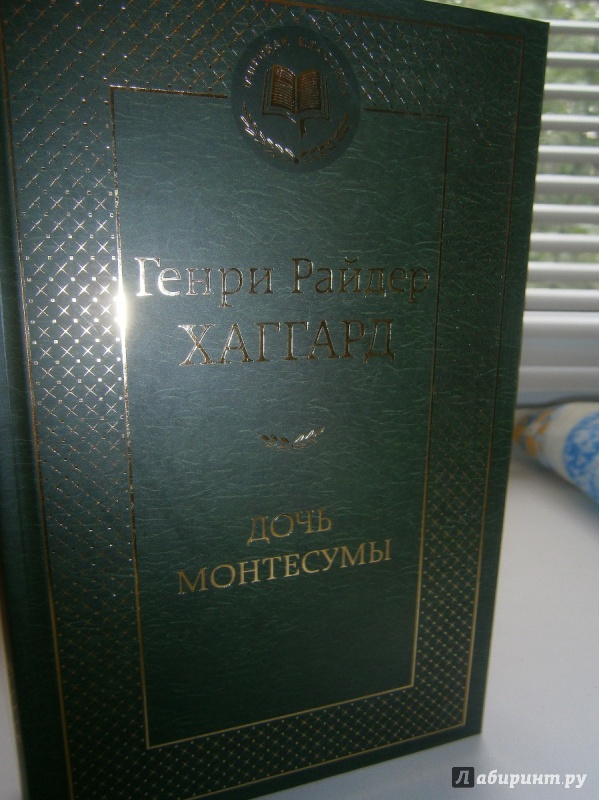 Генри Райдер
ХАГГАРД
ДОЧЬ
МОНТЕСУМЫ
Лабиринт.ру